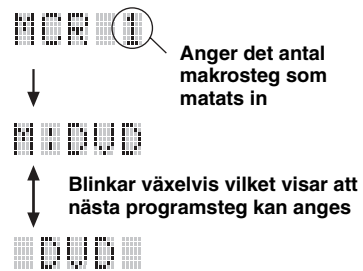 MCR 1
Anger det antal
makrosteg som
matats in
M:DVD
Blinkar växelvis vilket visar att
nästa programsteg kan anges
DVD